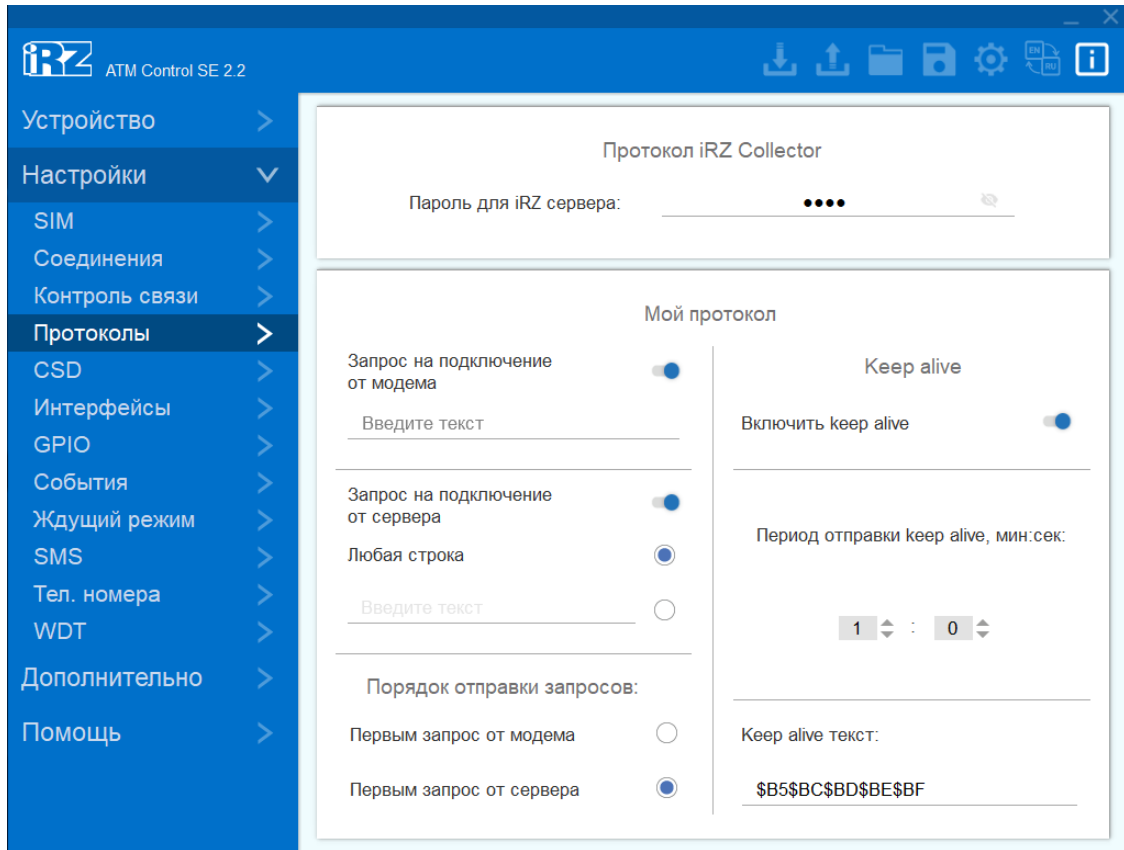 iRZ ATM Control SE 2.2
EN
RU
i
Устройство
Настройки
SIM
Соединения
Контроль связи
Протоколы
CSD
Интерфейсы
GPIO
События
Ждущий режим
SMS
Тел. номера
WDT
Дополнительно
Помощь
Протокол iRZ Collector
Пароль для iRZ сервера: ••••
Мой протокол
Запрос на подключение
от модема
Введите текст
Запрос на подключение
от сервера
Любая строка
Введите текст
Порядок отправки запросов:
Первым запрос от модема
Первым запрос от сервера
Keep alive
Включить keep alive
Период отправки keep alive, мин:сек:
1 : 0
Keep alive текст:
$B5$BC$BD$BE$BF